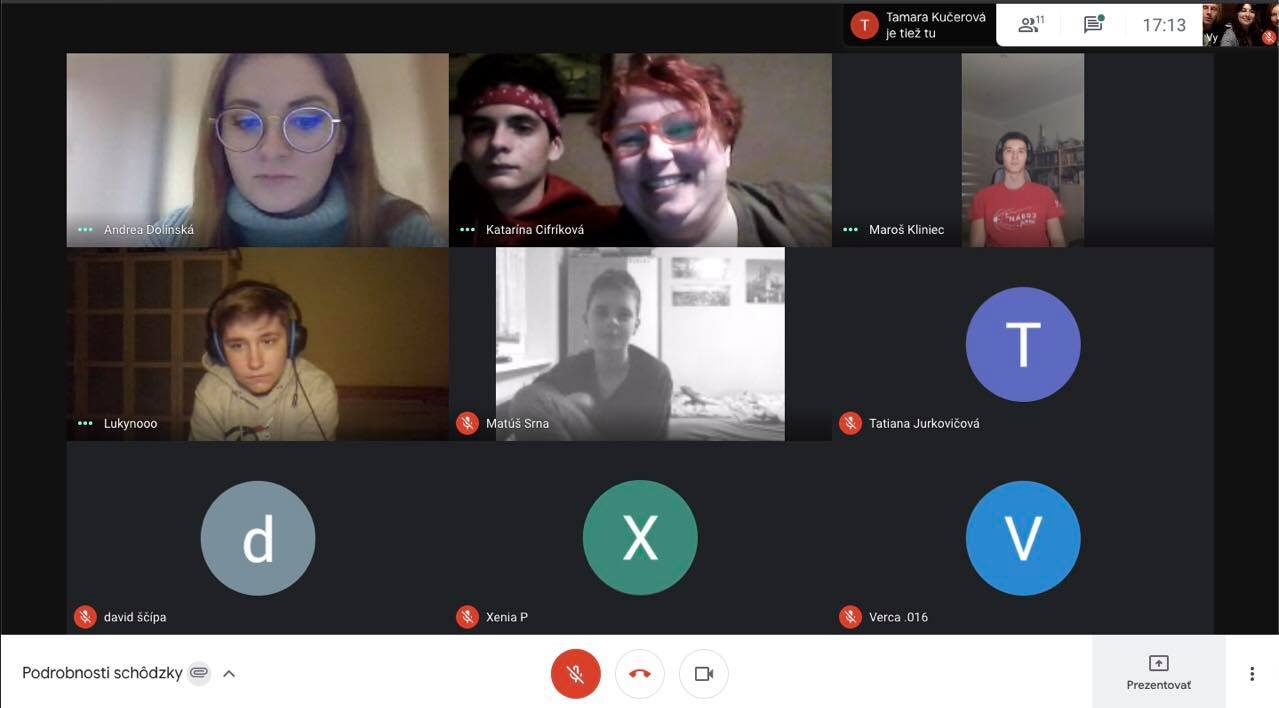 T
Tamara Kučerová
je tiež tu
11
17:13
Vy
Andrea Dolinská
Katarína Cifríková
Maroš Kliniec
Lukynooo
Matúš Srna
T
Tatiana Jurkovičová
d
david ščípa
X
Xenia P
V
Verca .016
Podrobnosti schôdzky
Prezentovať